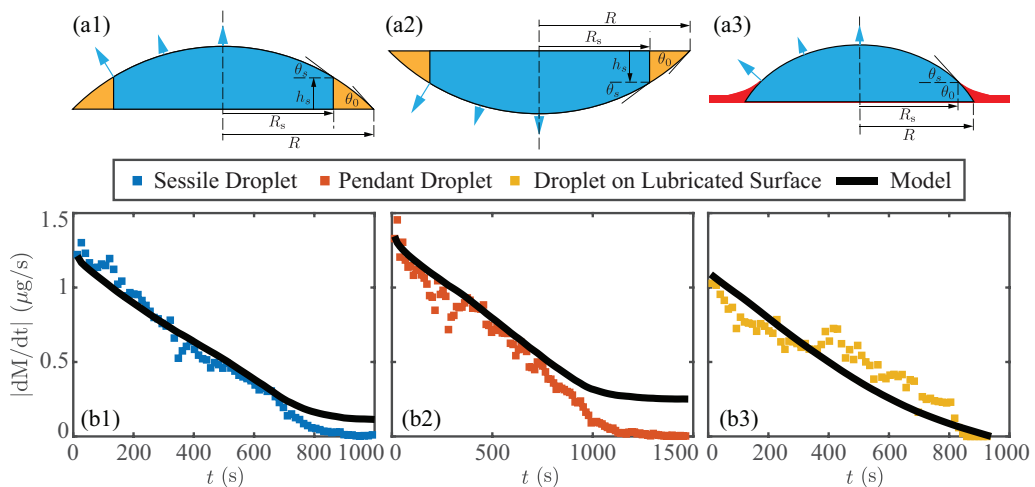 (a1)
θs
hs
θ0
Rs
R
(a2)
R
Rs
hs
θ0
θs
(a3)
θs
θ0
Rs
R
Sessile Droplet Pendant Droplet Droplet on Lubricated Surface Model
|dM/dt| (μg/s)
1.5
1
0.5
0
(b1)
0 200 400 600 800 1000
t (s)
(b2)
0 500 1000 1500
t (s)
(b3)
0 200 400 600 800 1000
t (s)